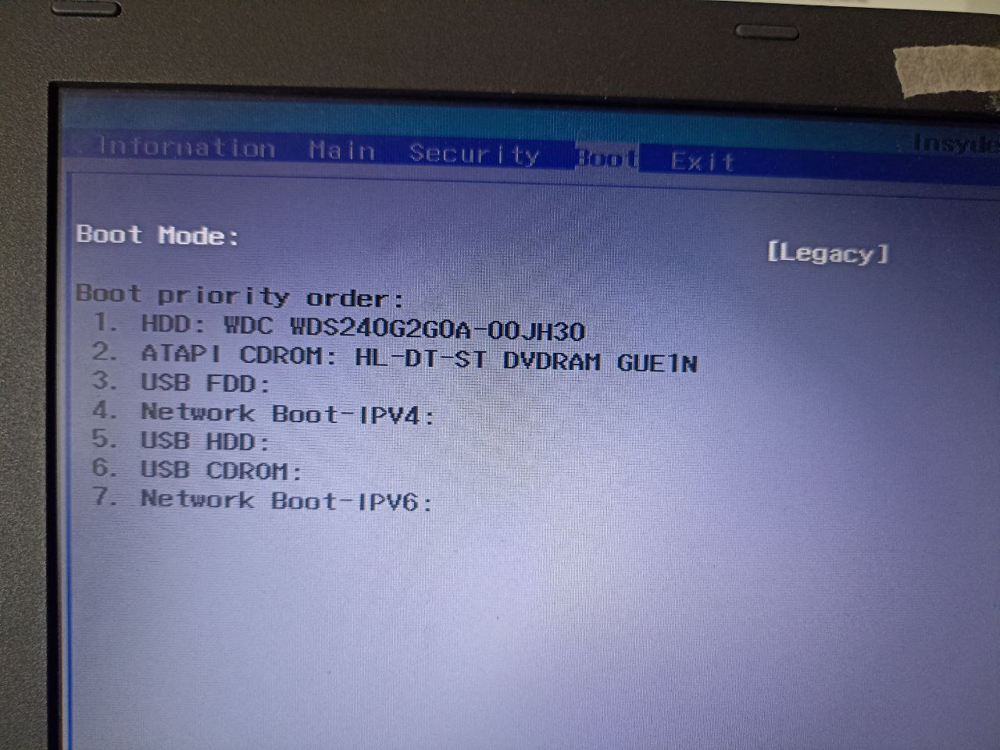 Insyde
Information Main Security Boot Exit
Boot Mode: [Legacy]
Boot priority order:
1. HDD: WDC WDS240G2G0A-00JH30
2. ATAPI CDROM: HL-DT-ST DVDRAM GUE1N
3. USB FDD:
4. Network Boot-IPV4:
5. USB HDD:
6. USB CDROM:
7. Network Boot-IPV6: